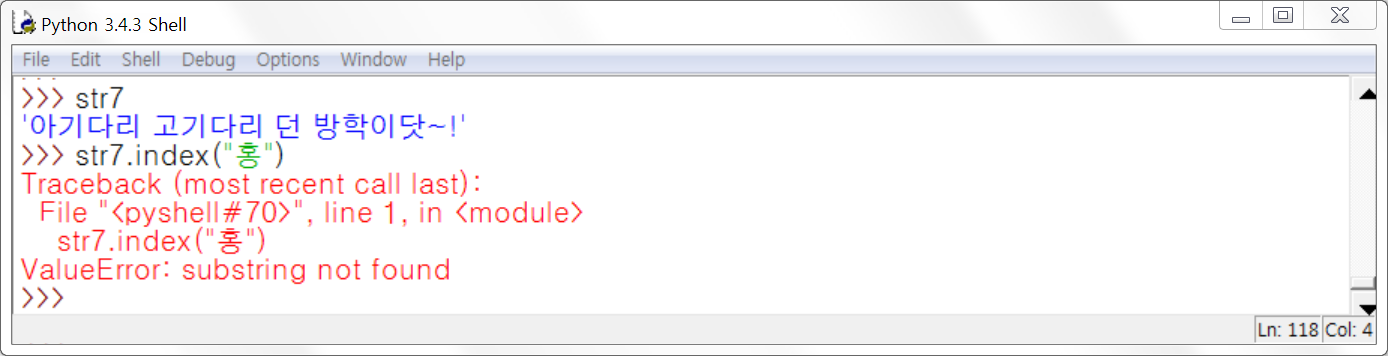 Python 3.4.3 Shell
File Edit Shell Debug Options Window Help
>>> str7
'아기다리 고기다리 던 방학이닷~!'
>>> str7.index("홍")
Traceback (most recent call last):
  File "<pyshell#70>", line 1, in <module>
    str7.index("홍")
ValueError: substring not found
>>>
Ln: 118 Col: 4